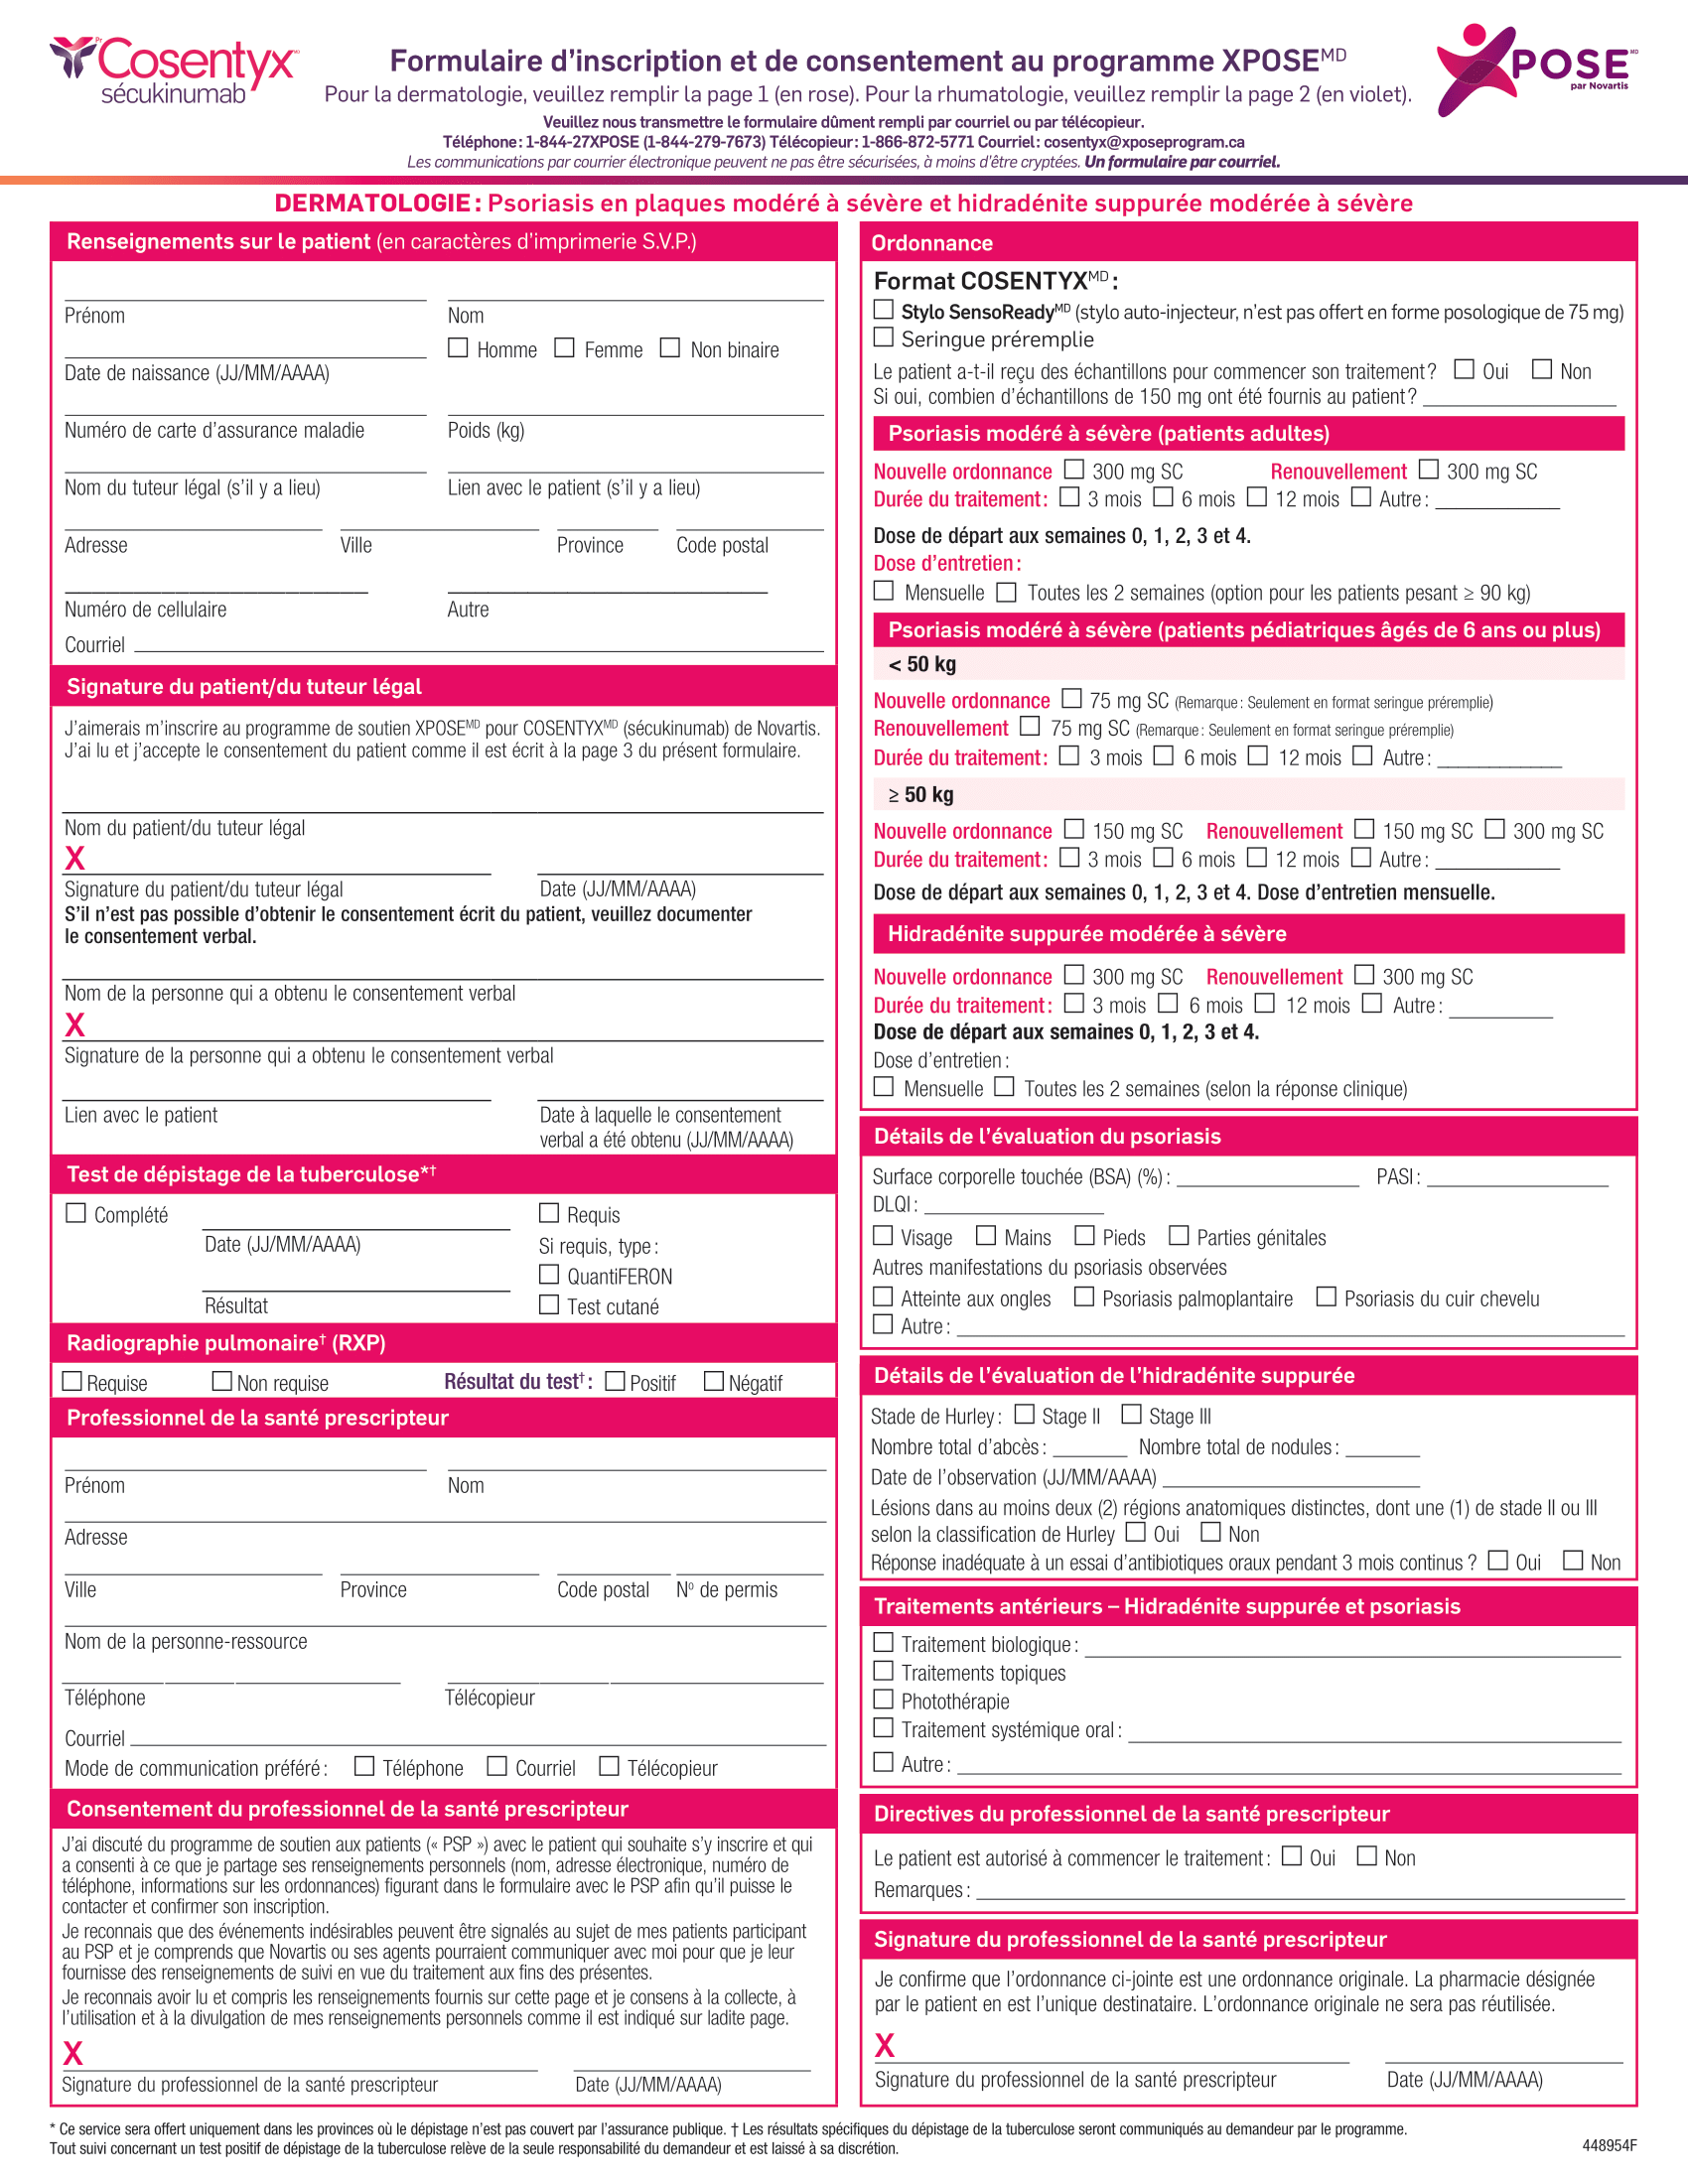 Cosentyx
sécukinumab
Formulaire d'inscription et de consentement au programme XPOSE MD
Pour la dermatologie, veuillez remplir la page 1 (en rose). Pour la rhumatologie, veuillez remplir la page 2 (en violet).
Veuillez nous transmettre le formulaire dûment rempli par courriel ou par télécopieur.
Téléphone : 1-844-27XPOSE (1-844-279-7673) Télécopieur : 1-866-872-5771 Courriel : cosentyx@xposeprogram.ca
Les communications par courrier électronique peuvent ne pas être sécurisées, à moins d'être cryptées. Un formulaire par courriel.
XPOSE MD
par Novartis
DERMATOLOGIE : Psoriasis en plaques modéré à sévère et hidradénite suppurée modérée à sévère
Renseignements sur le patient (en caractères d'imprimerie S.V.P.)
Prénom Nom
☐ Homme ☐ Femme ☐ Non binaire
Date de naissance (JJ/MM/AAAA)
Numéro de carte d'assurance maladie Poids (kg)
Nom du tuteur légal (s'il y a lieu) Lien avec le patient (s'il y a lieu)
Adresse Ville Province Code postal
Numéro de cellulaire Autre
Courriel
Signature du patient/du tuteur légal
J'aimerais m'inscrire au programme de soutien XPOSE MD pour COSENTYX MD (sécukinumab) de Novartis.
J'ai lu et j'accepte le consentement du patient comme il est écrit à la page 3 du présent formulaire.
Nom du patient/du tuteur légal
X
Signature du patient/du tuteur légal Date (JJ/MM/AAAA)
S'il n'est pas possible d'obtenir le consentement écrit du patient, veuillez documenter
le consentement verbal.
Nom de la personne qui a obtenu le consentement verbal
X
Signature de la personne qui a obtenu le consentement verbal
Lien avec le patient Date à laquelle le consentement
verbal a été obtenu (JJ/MM/AAAA)
Test de dépistage de la tuberculose*†
☐ Complété ☐ Requis
Date (JJ/MM/AAAA) Si requis, type :
☐ QuantiFERON
Résultat ☐ Test cutané
Radiographie pulmonaire† (RXP)
☐ Requise ☐ Non requise Résultat du test† : ☐ Positif ☐ Négatif
Professionnel de la santé prescripteur
Prénom Nom
Adresse
Ville Province Code postal Nº de permis
Nom de la personne-ressource
Téléphone Télécopieur
Courriel
Mode de communication préféré : ☐ Téléphone ☐ Courriel ☐ Télécopieur
Consentement du professionnel de la santé prescripteur
J'ai discuté du programme de soutien aux patients (« PSP ») avec le patient qui souhaite s'y inscrire et qui
a consenti à ce que je partage ses renseignements personnels (nom, adresse électronique, numéro de
téléphone, informations sur les ordonnances) figurant dans le formulaire avec le PSP afin qu'il puisse le
contacter et confirmer son inscription.
Je reconnais que des événements indésirables peuvent être signalés au sujet de mes patients participant
au PSP et je comprends que Novartis ou ses agents pourraient communiquer avec moi pour que je leur
fournisse des renseignements de suivi en vue du traitement aux fins des présentes.
Je reconnais avoir lu et compris les renseignements fournis sur cette page et je consens à la collecte, à
l'utilisation et à la divulgation de mes renseignements personnels comme il est indiqué sur ladite page.
X
Signature du professionnel de la santé prescripteur Date (JJ/MM/AAAA)
Ordonnance
Format COSENTYX MD :
☐ Stylo SensoReady MD (stylo auto-injecteur, n'est pas offert en forme posologique de 75 mg)
☐ Seringue préremplie
Le patient a-t-il reçu des échantillons pour commencer son traitement ? ☐ Oui ☐ Non
Si oui, combien d'échantillons de 150 mg ont été fournis au patient ?
Psoriasis modéré à sévère (patients adultes)
Nouvelle ordonnance ☐ 300 mg SC Renouvellement ☐ 300 mg SC
Durée du traitement : ☐ 3 mois ☐ 6 mois ☐ 12 mois ☐ Autre :
Dose de départ aux semaines 0, 1, 2, 3 et 4.
Dose d'entretien :
☐ Mensuelle ☐ Toutes les 2 semaines (option pour les patients pesant ≥ 90 kg)
Psoriasis modéré à sévère (patients pédiatriques âgés de 6 ans ou plus)
< 50 kg
Nouvelle ordonnance ☐ 75 mg SC (Remarque : Seulement en format seringue préremplie)
Renouvellement ☐ 75 mg SC (Remarque : Seulement en format seringue préremplie)
Durée du traitement : ☐ 3 mois ☐ 6 mois ☐ 12 mois ☐ Autre :
≥ 50 kg
Nouvelle ordonnance ☐ 150 mg SC Renouvellement ☐ 150 mg SC ☐ 300 mg SC
Durée du traitement : ☐ 3 mois ☐ 6 mois ☐ 12 mois ☐ Autre :
Dose de départ aux semaines 0, 1, 2, 3 et 4. Dose d'entretien mensuelle.
Hidradénite suppurée modérée à sévère
Nouvelle ordonnance ☐ 300 mg SC Renouvellement ☐ 300 mg SC
Durée du traitement : ☐ 3 mois ☐ 6 mois ☐ 12 mois ☐ Autre :
Dose de départ aux semaines 0, 1, 2, 3 et 4.
Dose d'entretien :
☐ Mensuelle ☐ Toutes les 2 semaines (selon la réponse clinique)
Détails de l'évaluation du psoriasis
Surface corporelle touchée (BSA) (%) : PASI :
DLQI :
☐ Visage ☐ Mains ☐ Pieds ☐ Parties génitales
Autres manifestations du psoriasis observées
☐ Atteinte aux ongles ☐ Psoriasis palmoplantaire ☐ Psoriasis du cuir chevelu
☐ Autre :
Détails de l'évaluation de l'hidradénite suppurée
Stade de Hurley : ☐ Stage II ☐ Stage III
Nombre total d'abcès : Nombre total de nodules :
Date de l'observation (JJ/MM/AAAA)
Lésions dans au moins deux (2) régions anatomiques distinctes, dont une (1) de stade II ou III
selon la classification de Hurley ☐ Oui ☐ Non
Réponse inadéquate à un essai d'antibiotiques oraux pendant 3 mois continus ? ☐ Oui ☐ Non
Traitements antérieurs – Hidradénite suppurée et psoriasis
☐ Traitement biologique :
☐ Traitements topiques
☐ Photothérapie
☐ Traitement systémique oral :
☐ Autre :
Directives du professionnel de la santé prescripteur
Le patient est autorisé à commencer le traitement : ☐ Oui ☐ Non
Remarques :
Signature du professionnel de la santé prescripteur
Je confirme que l'ordonnance ci-jointe est une ordonnance originale. La pharmacie désignée
par le patient en est l'unique destinataire. L'ordonnance originale ne sera pas réutilisée.
X
Signature du professionnel de la santé prescripteur Date (JJ/MM/AAAA)
* Ce service sera offert uniquement dans les provinces où le dépistage n'est pas couvert par l'assurance publique. † Les résultats spécifiques du dépistage de la tuberculose seront communiqués au demandeur par le programme.
Tout suivi concernant un test positif de dépistage de la tuberculose relève de la seule responsabilité du demandeur et est laissé à sa discrétion.
448954F